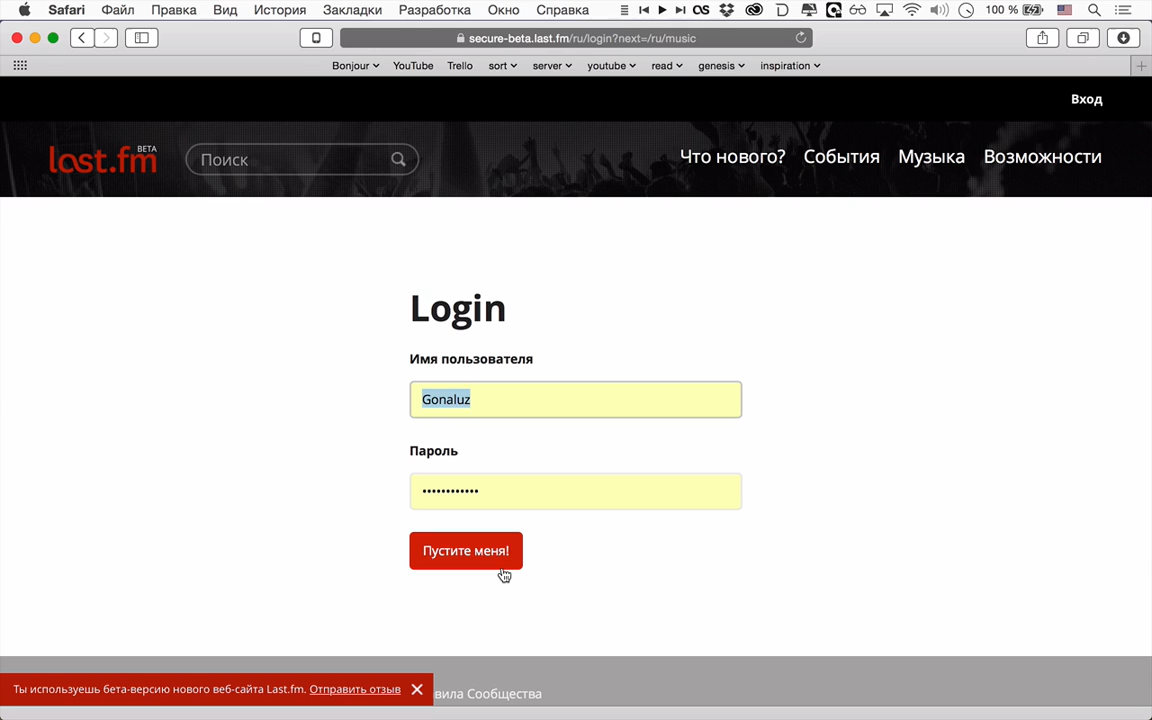 Safari Файл Правка Вид История Закладки Разработка Окно Справка 100 %
secure-beta.last.fm/ru/login?next=/ru/music
Bonjour YouTube Trello sort server youtube read genesis inspiration
Вход
last.fm BETA Поиск Что нового? События Музыка Возможности
Login
Имя пользователя
Gonaluz
Пароль
••••••••••••
Пустите меня!
Ты используешь бета-версию нового веб-сайта Last.fm. Отправить отзыв
вила Сообщества